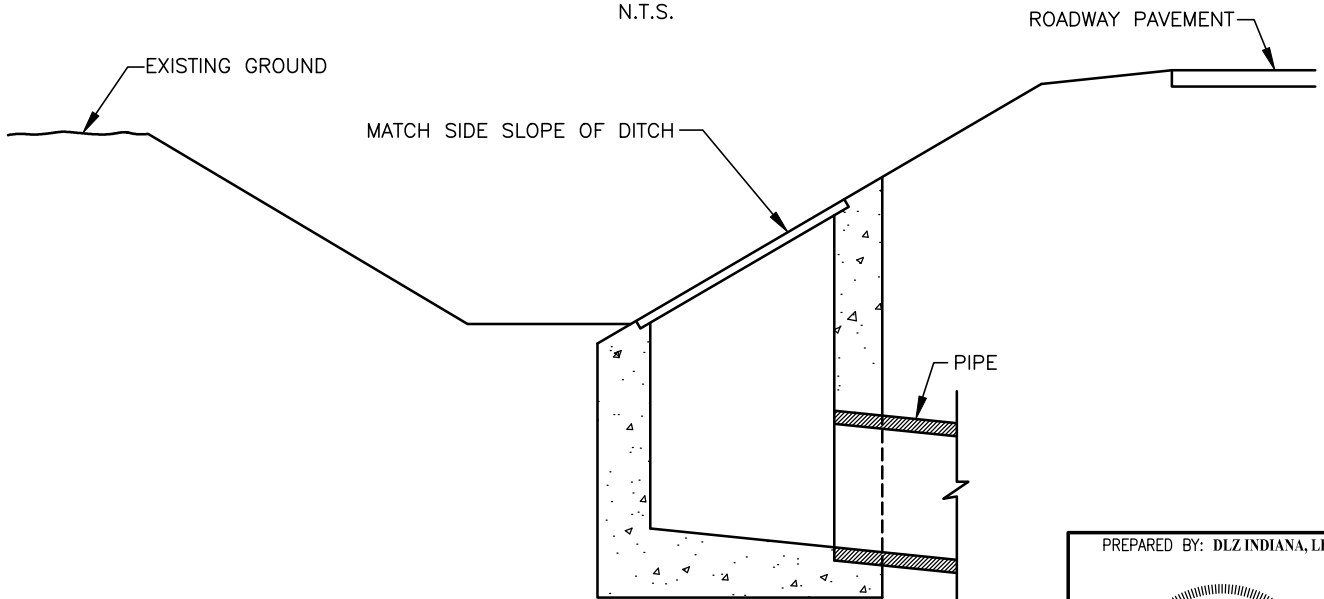 N.T.S.
ROADWAY PAVEMENT
EXISTING GROUND
MATCH SIDE SLOPE OF DITCH
PIPE
PREPARED BY: DLZ INDIANA,